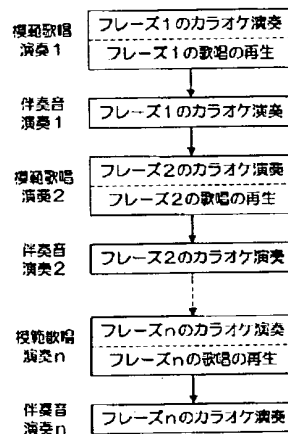 模範歌唱
演奏1
フレーズ1のカラオケ演奏
フレーズ1の歌唱の再生
伴奏音
演奏1
フレーズ1のカラオケ演奏
模範歌唱
演奏2
フレーズ2のカラオケ演奏
フレーズ2の歌唱の再生
伴奏音
演奏2
フレーズ2のカラオケ演奏
模範歌唱
演奏n
フレーズnのカラオケ演奏
フレーズnの歌唱の再生
伴奏音
演奏n
フレーズnのカラオケ演奏